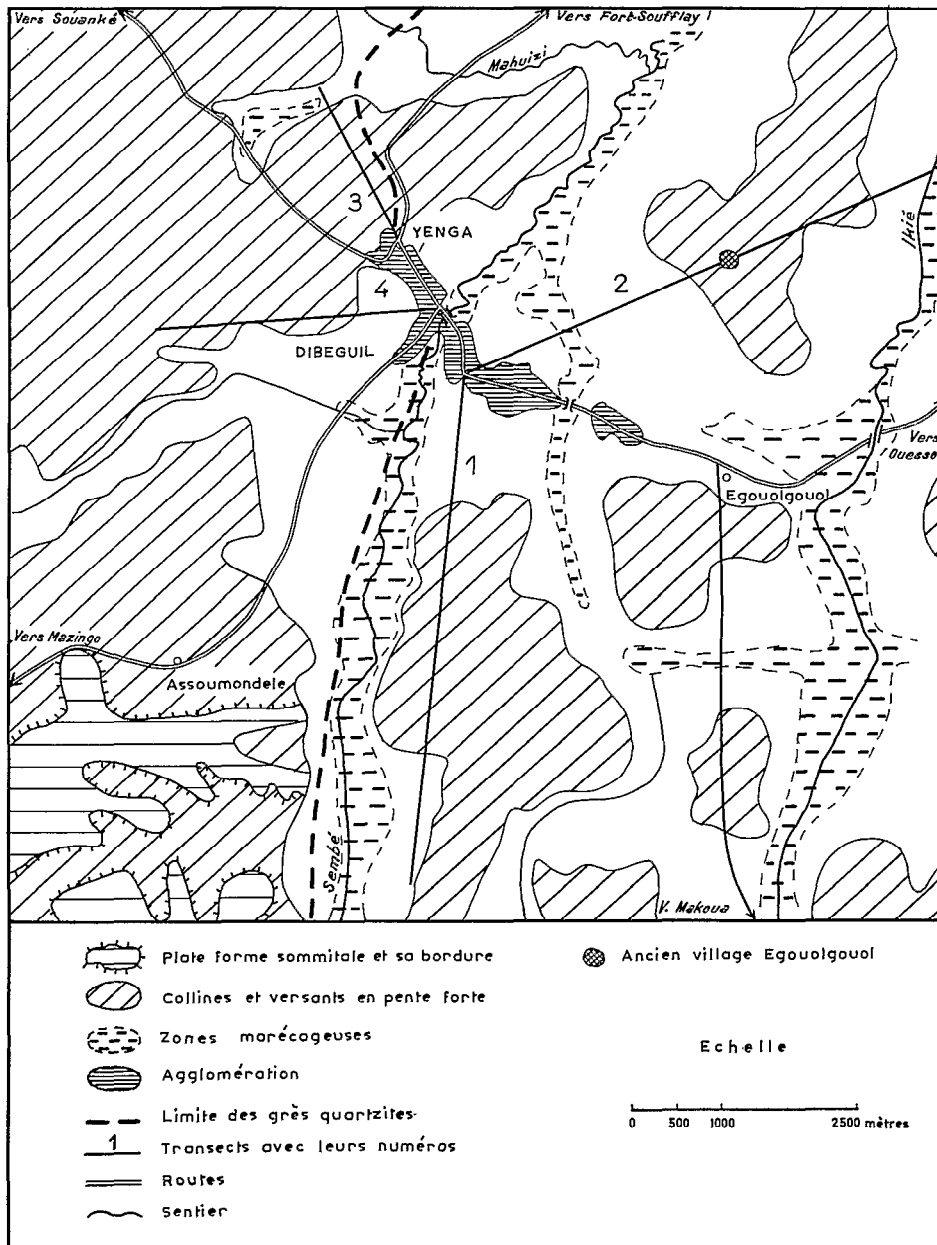 Vers Souanké
Vers Fort-Soufflay
Mahuizi
3
YENGA
Ikié
2
4
DIBEGUIL
1
Vers
Ouesso
Egouolgouol
Vers Mazingo
Assoumondele
Sembé
V. Makoua
Plate forme sommitale et sa bordure
Collines et versants en pente forte
Zones marécageuses
Agglomération
Limite des grès quartzites
1
Transects avec leurs numéros
Routes
Sentier
Ancien village Egouolgouol
Echelle
0 500 1000 2500 mètres